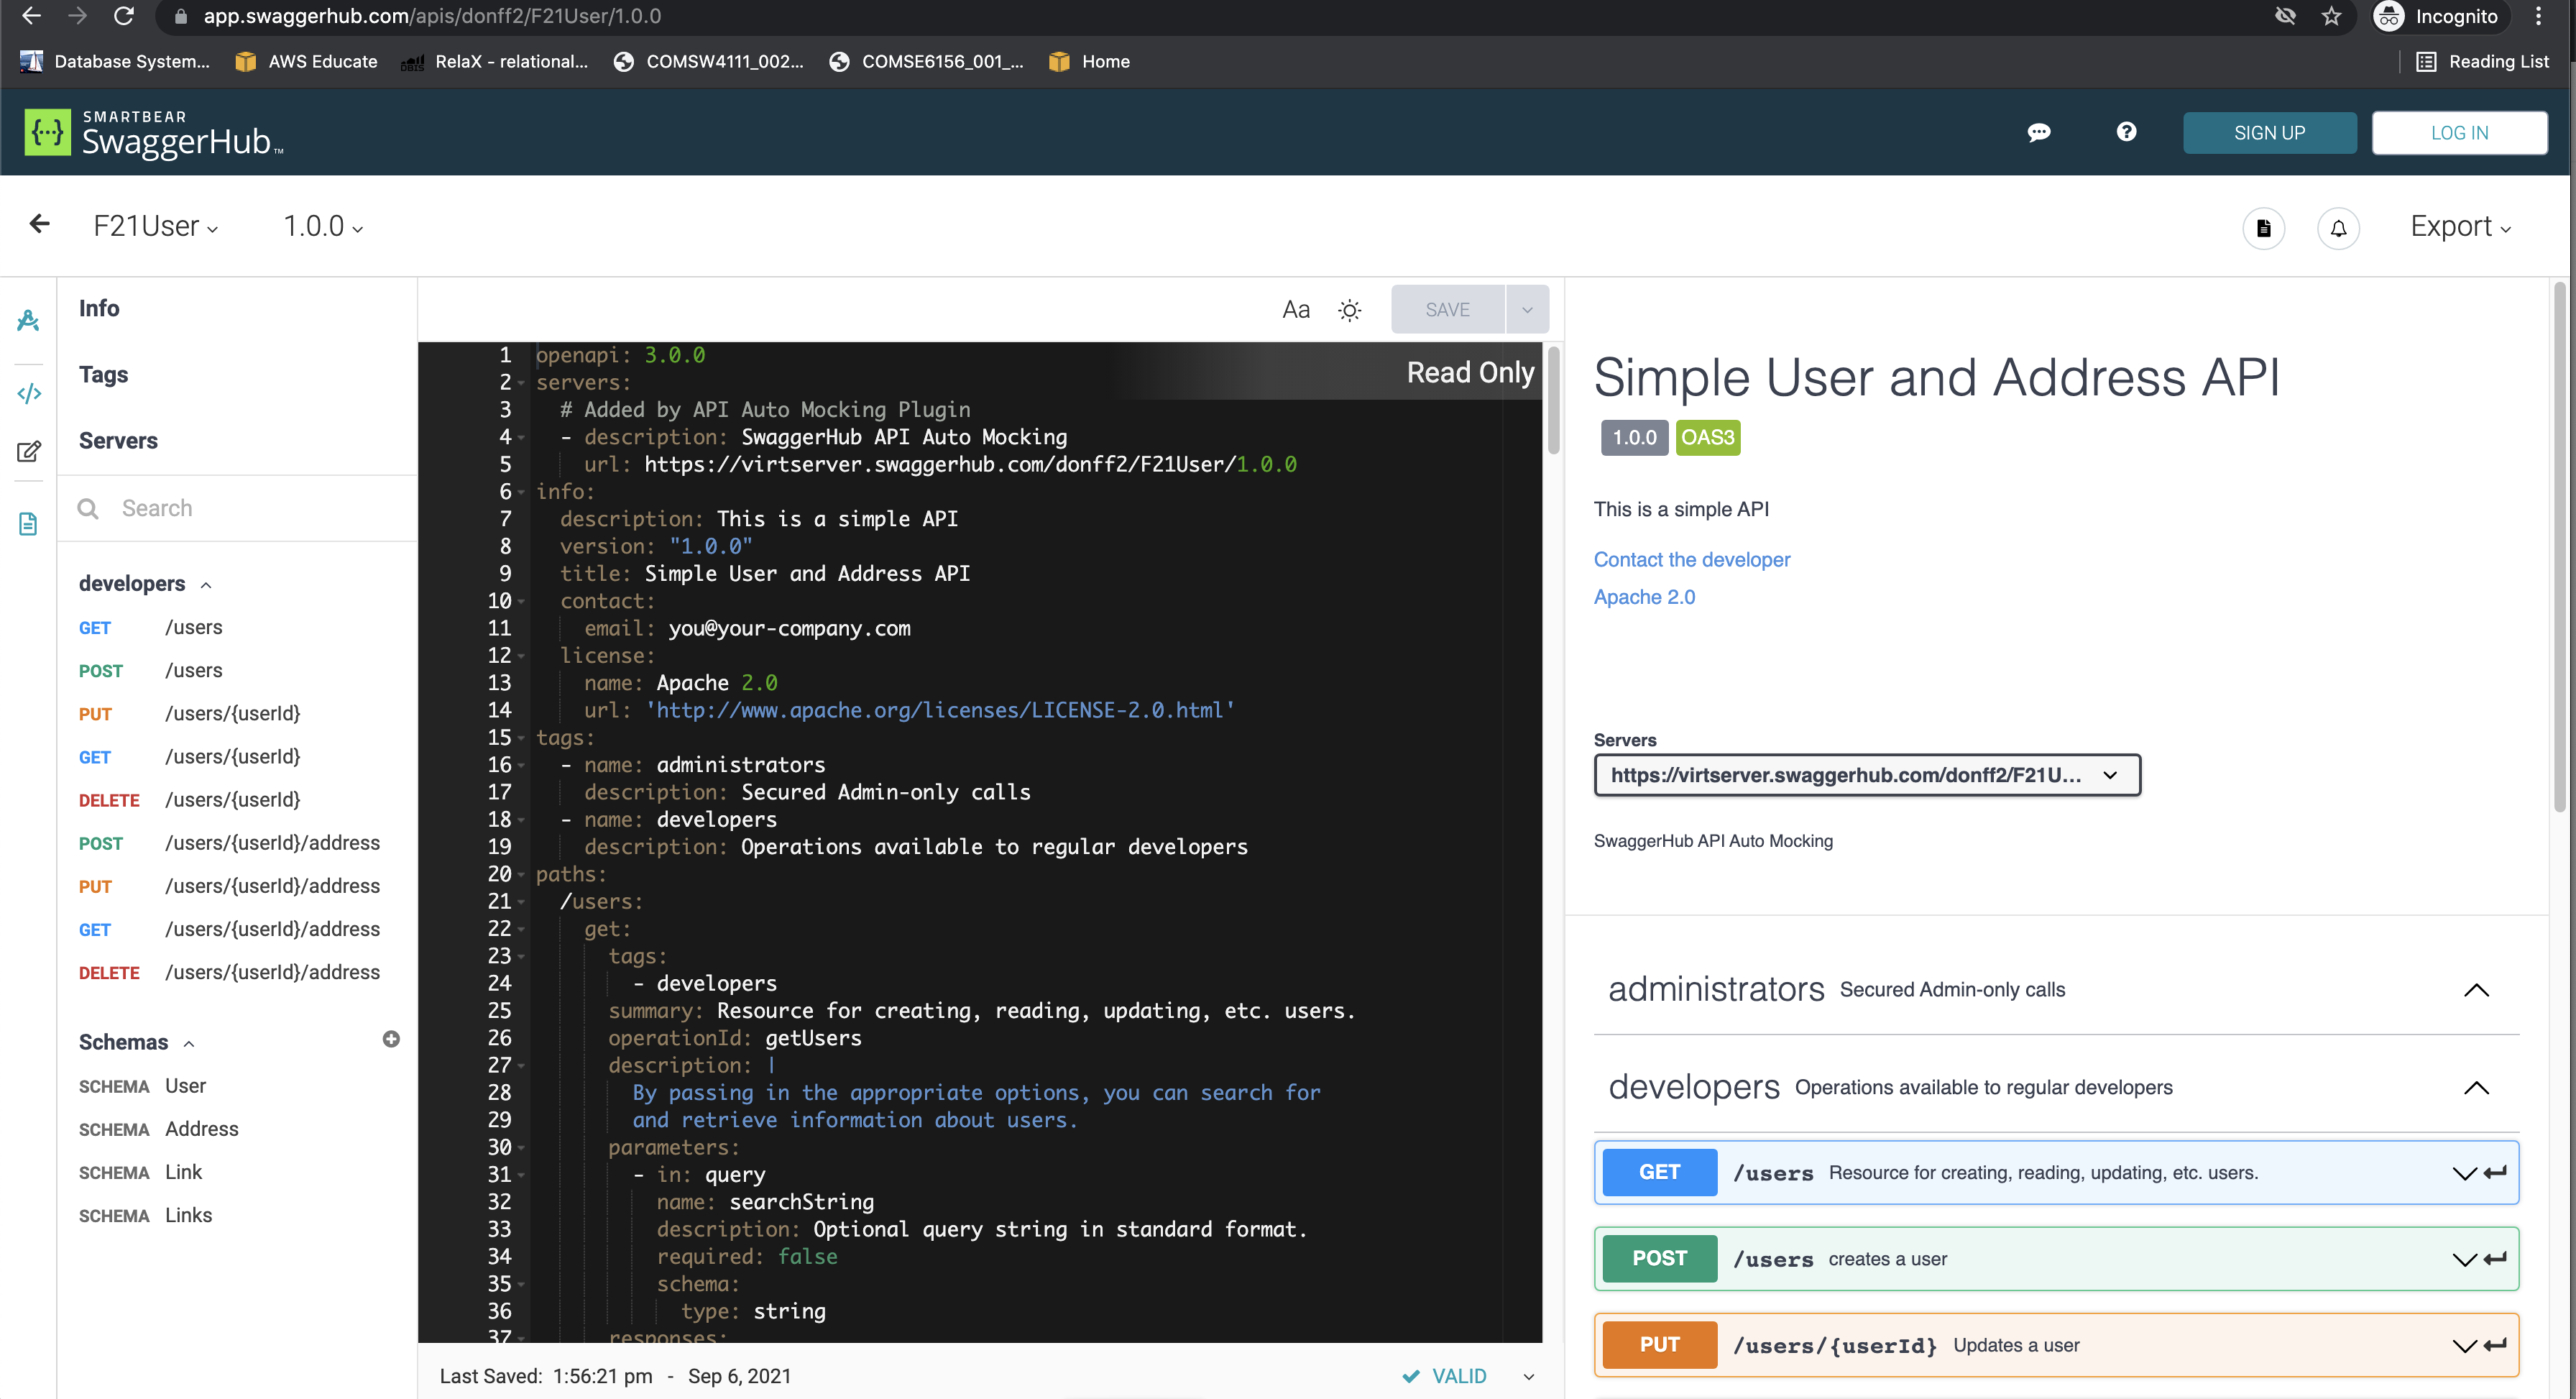 app.swaggerhub.com/apis/donff2/F21User/1.0.0
Incognito
Database System...
AWS Educate
RelaX - relational...
COMSW4111_002...
COMSE6156_001_...
Home
Reading List
SMARTBEAR
SwaggerHub™
SIGN UP
LOG IN
F21User
1.0.0
Export
Info
Tags
Servers
Search
developers
GET /users
POST /users
PUT /users/{userId}
GET /users/{userId}
DELETE /users/{userId}
POST /users/{userId}/address
PUT /users/{userId}/address
GET /users/{userId}/address
DELETE /users/{userId}/address
Schemas
SCHEMA User
SCHEMA Address
SCHEMA Link
SCHEMA Links
Aa
SAVE
Read Only
1 openapi: 3.0.0
2 servers:
3 # Added by API Auto Mocking Plugin
4 - description: SwaggerHub API Auto Mocking
5 url: https://virtserver.swaggerhub.com/donff2/F21User/1.0.0
6 info:
7 description: This is a simple API
8 version: "1.0.0"
9 title: Simple User and Address API
10 contact:
11 email: you@your-company.com
12 license:
13 name: Apache 2.0
14 url: 'http://www.apache.org/licenses/LICENSE-2.0.html'
15 tags:
16 - name: administrators
17 description: Secured Admin-only calls
18 - name: developers
19 description: Operations available to regular developers
20 paths:
21 /users:
22 get:
23 tags:
24 - developers
25 summary: Resource for creating, reading, updating, etc. users.
26 operationId: getUsers
27 description: |
28 By passing in the appropriate options, you can search for
29 and retrieve information about users.
30 parameters:
31 - in: query
32 name: searchString
33 description: Optional query string in standard format.
34 required: false
35 schema:
36 type: string
37 responses:
Last Saved: 1:56:21 pm - Sep 6, 2021
VALID
Simple User and Address API
1.0.0 OAS3
This is a simple API
Contact the developer
Apache 2.0
Servers
https://virtserver.swaggerhub.com/donff2/F21U...
SwaggerHub API Auto Mocking
administrators Secured Admin-only calls
developers Operations available to regular developers
GET /users Resource for creating, reading, updating, etc. users.
POST /users creates a user
PUT /users/{userId} Updates a user